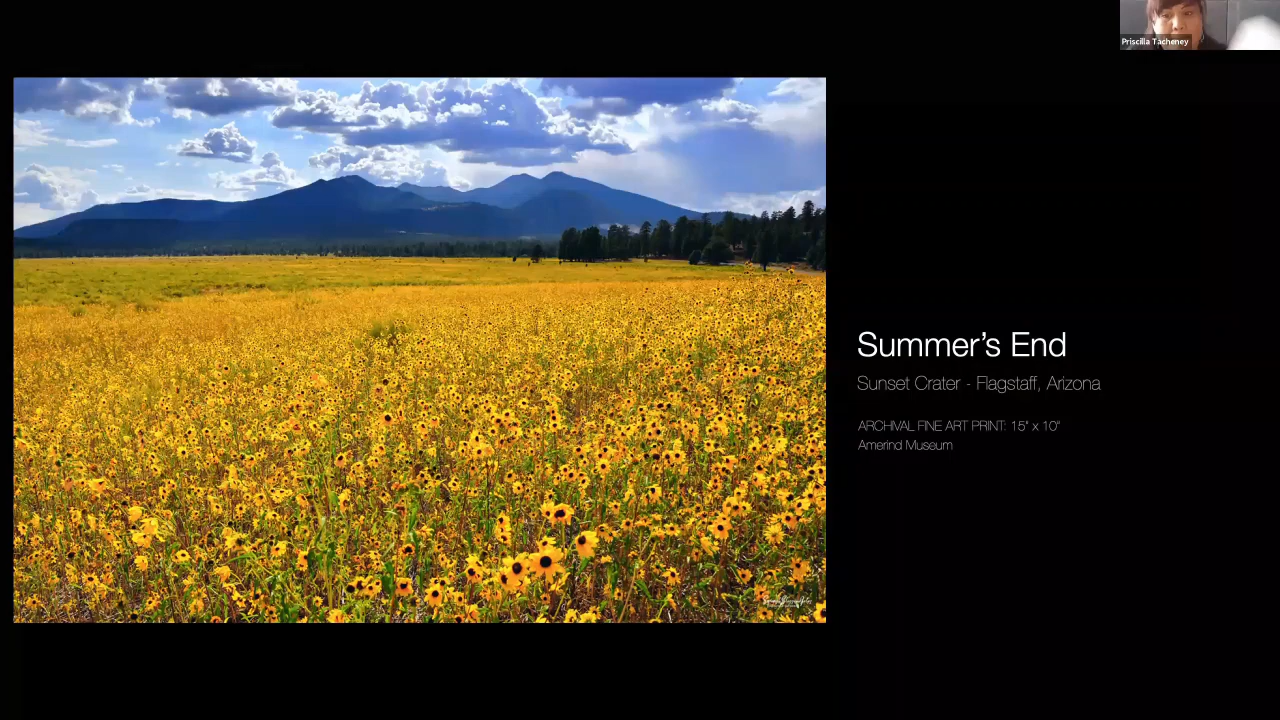 Priscilla Tacheney
Summer's End
Sunset Crater - Flagstaff, Arizona
ARCHIVAL FINE ART PRINT: 15" x 10"
Amerind Museum